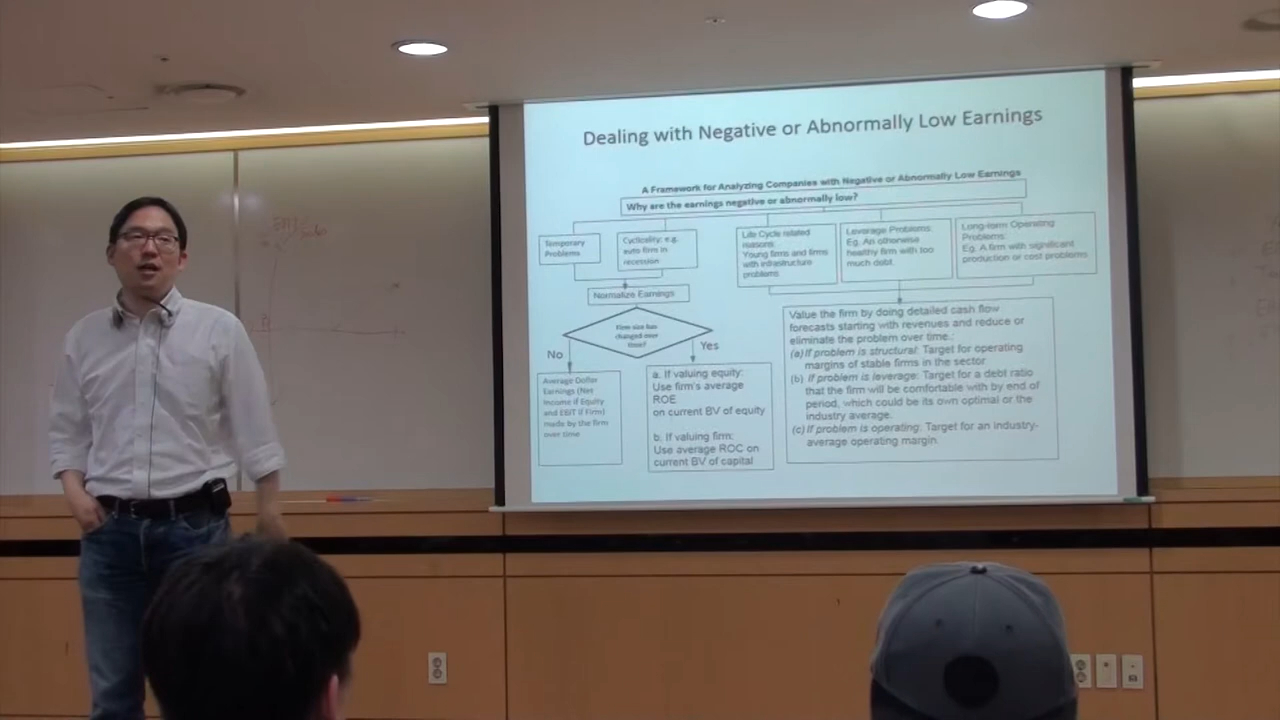 Dealing with Negative or Abnormally Low Earnings
A Framework for Analyzing Companies with Negative or Abnormally Low Earnings
Why are the earnings negative or abnormally low?
Temporary
Problems
Cyclicality: e.g.
auto firm in
recession
Life Cycle related
reasons:
Young firms and firms
with infrastructure
problems
Leverage Problems:
Eg. An otherwise
healthy firm with too
much debt.
Long-term Operating
Problems:
Eg. A firm with significant
production or cost problems
Normalize Earnings
Firm size has
changed over
time?
No
Yes
Average Dollar
Earnings (Net
Income if Equity
and EBIT if Firm)
made by the firm
over time
a. If valuing equity:
Use firm's average
ROE
on current BV of equity
b. If valuing firm:
Use average ROC on
current BV of capital
Value the firm by doing detailed cash flow
forecasts starting with revenues and reduce or
eliminate the problem over time.:
(a) If problem is structural: Target for operating
margins of stable firms in the sector
(b) If problem is leverage: Target for a debt ratio
that the firm will be comfortable with by end of
period, which could be its own optimal or the
industry average.
(c) If problem is operating: Target for an industry-
average operating margin.